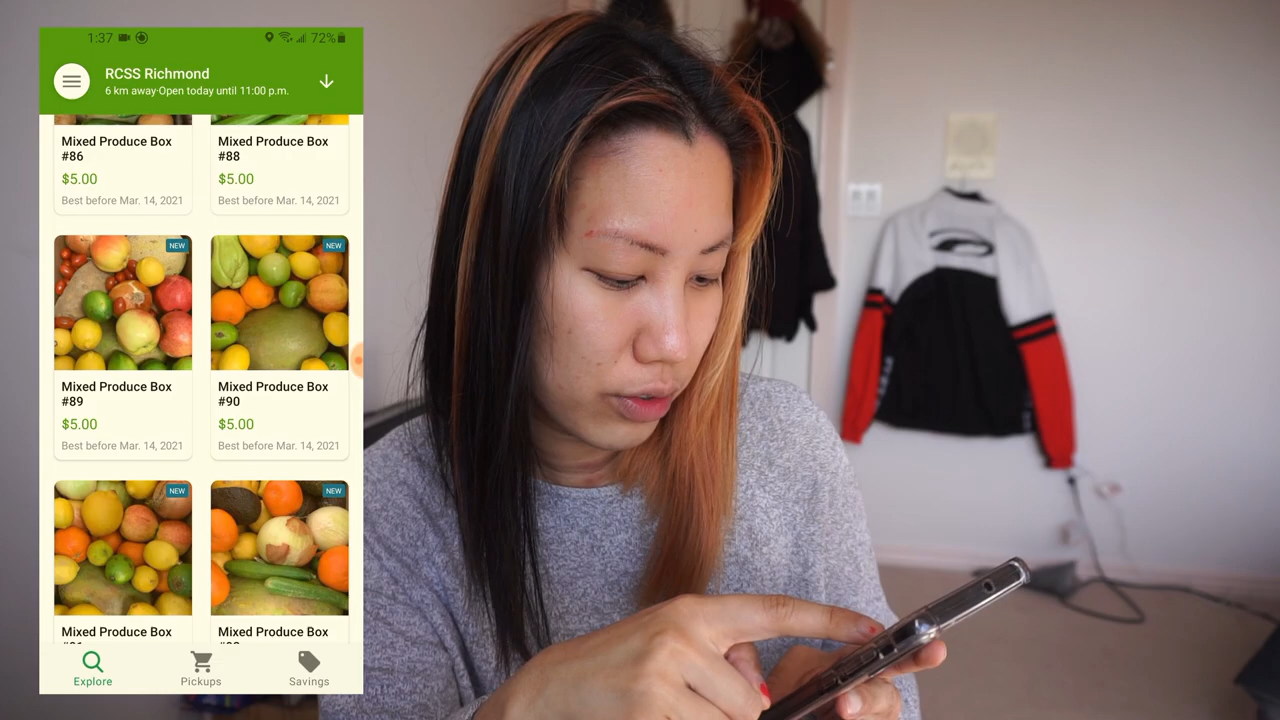 1:37
72%
RCSS Richmond
6 km away·Open today until 11:00 p.m.
Mixed Produce Box
#86
$5.00
Best before Mar. 14, 2021
Mixed Produce Box
#88
$5.00
Best before Mar. 14, 2021
NEW
Mixed Produce Box
#89
$5.00
Best before Mar. 14, 2021
NEW
Mixed Produce Box
#90
$5.00
Best before Mar. 14, 2021
NEW
Mixed Produce Box
NEW
Mixed Produce Box
Explore
Pickups
Savings